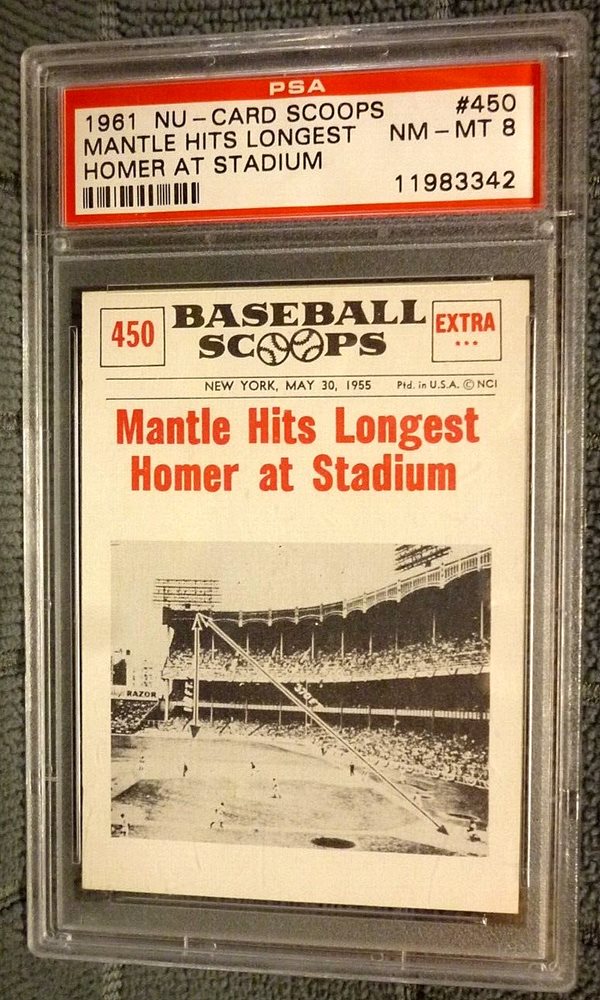 PSA
1961 NU-CARD SCOOPS #450
MANTLE HITS LONGEST NM-MT 8
HOMER AT STADIUM
11983342
450 BASEBALL SCOOPS EXTRA
NEW YORK, MAY 30, 1955 Ptd. in U.S.A. © NCI
Mantle Hits Longest
Homer at Stadium
RAZOR